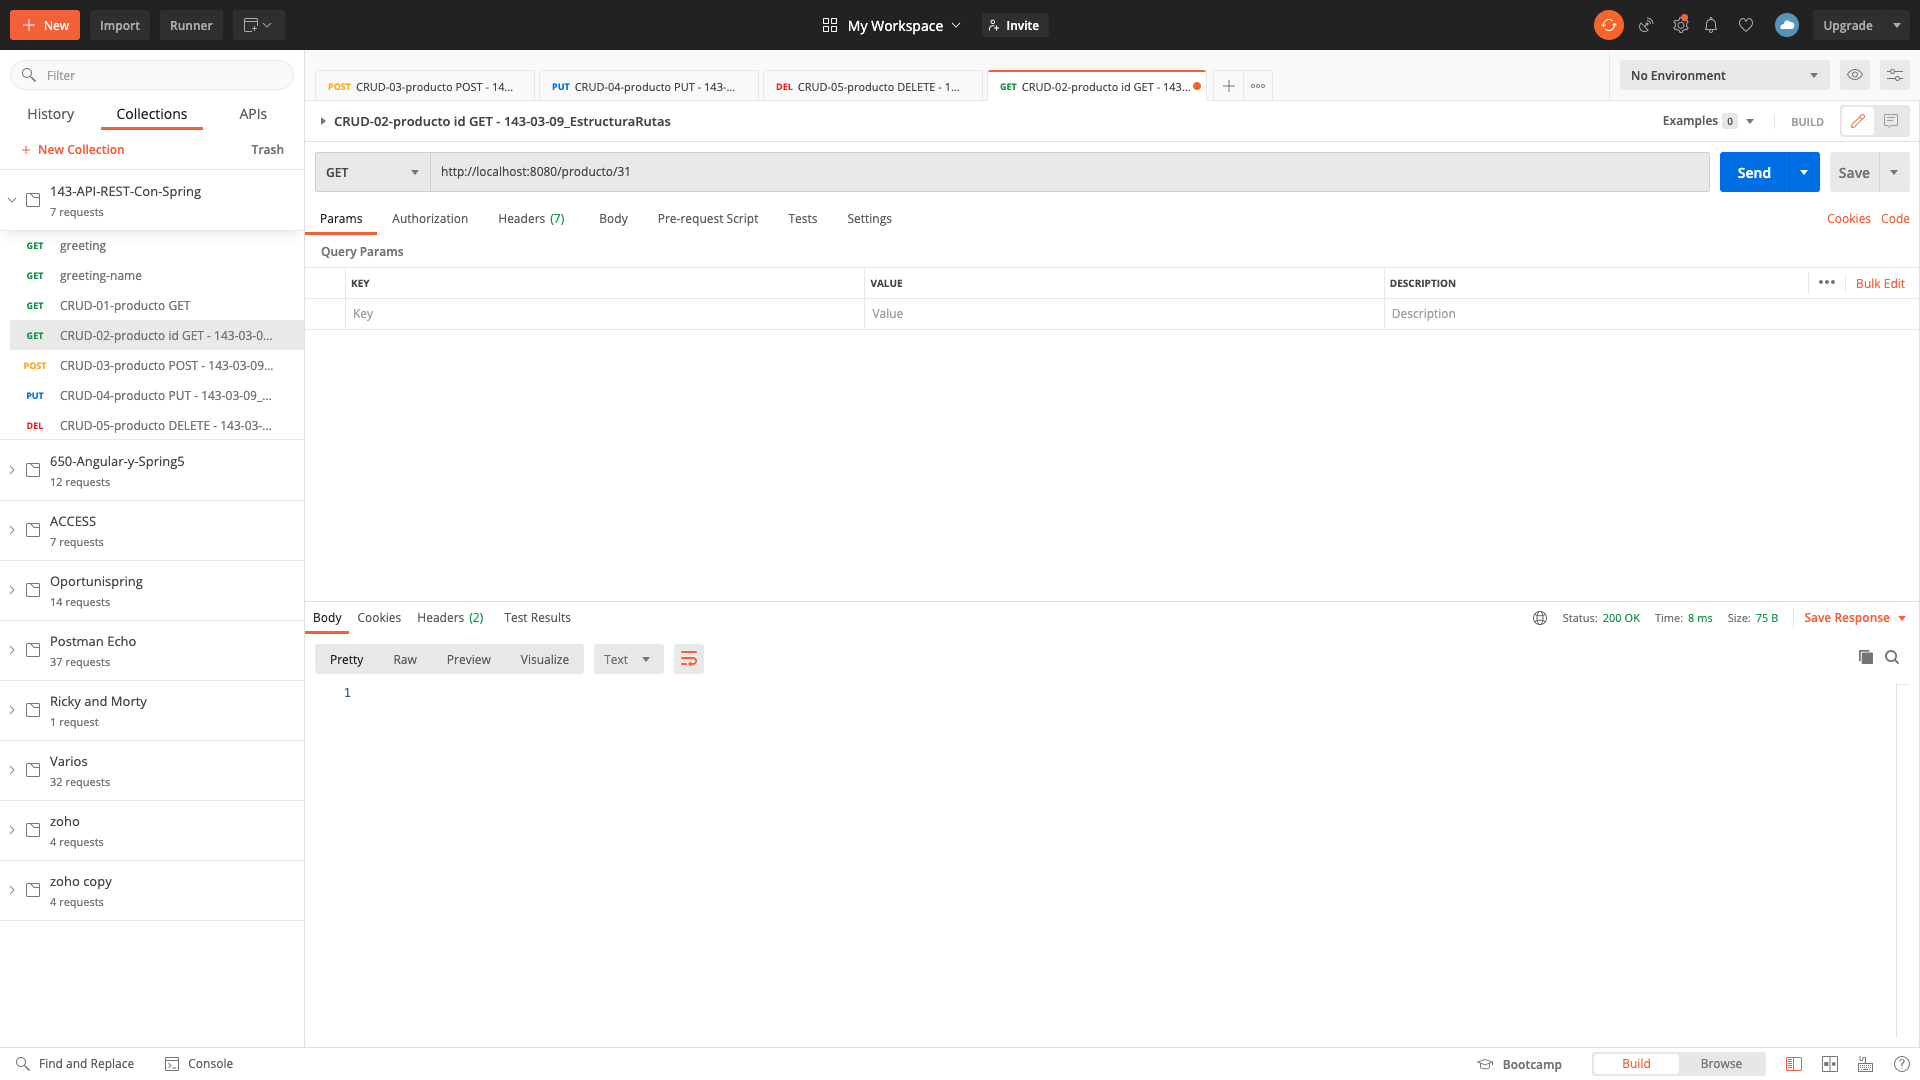 New
Import
Runner
My Workspace
Invite
Upgrade
Filter
History
Collections
APIs
New Collection
Trash
143-API-REST-Con-Spring
7 requests
GET greeting
GET greeting-name
GET CRUD-01-producto GET
GET CRUD-02-producto id GET - 143-03-0...
POST CRUD-03-producto POST - 143-03-09...
PUT CRUD-04-producto PUT - 143-03-09_...
DEL CRUD-05-producto DELETE - 143-03-...
650-Angular-y-Spring5
12 requests
ACCESS
7 requests
Oportunispring
14 requests
Postman Echo
37 requests
Ricky and Morty
1 request
Varios
32 requests
zoho
4 requests
zoho copy
4 requests
POST CRUD-03-producto POST - 14...
PUT CRUD-04-producto PUT - 143-...
DEL CRUD-05-producto DELETE - 1...
GET CRUD-02-producto id GET - 143...
No Environment
CRUD-02-producto id GET - 143-03-09_EstructuraRutas
Examples 0
BUILD
GET
http://localhost:8080/producto/31
Send
Save
Params
Authorization
Headers (7)
Body
Pre-request Script
Tests
Settings
Cookies
Code
Query Params
KEY
VALUE
DESCRIPTION
Bulk Edit
Key
Value
Description
Body
Cookies
Headers (2)
Test Results
Status: 200 OK
Time: 8 ms
Size: 75 B
Save Response
Pretty
Raw
Preview
Visualize
Text
1
Find and Replace
Console
Bootcamp
Build
Browse